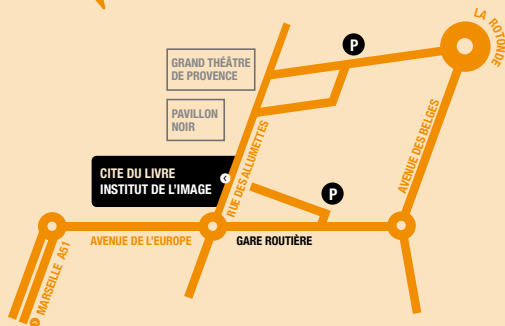 LA ROTONDE
P
GRAND THÉÂTRE
DE PROVENCE
PAVILLON
NOIR
RUE DES ALLUMETTES
AVENUE DES BELGES
CITE DU LIVRE
INSTITUT DE L'IMAGE
P
AVENUE DE L'EUROPE
GARE ROUTIÈRE
MARSEILLE A51